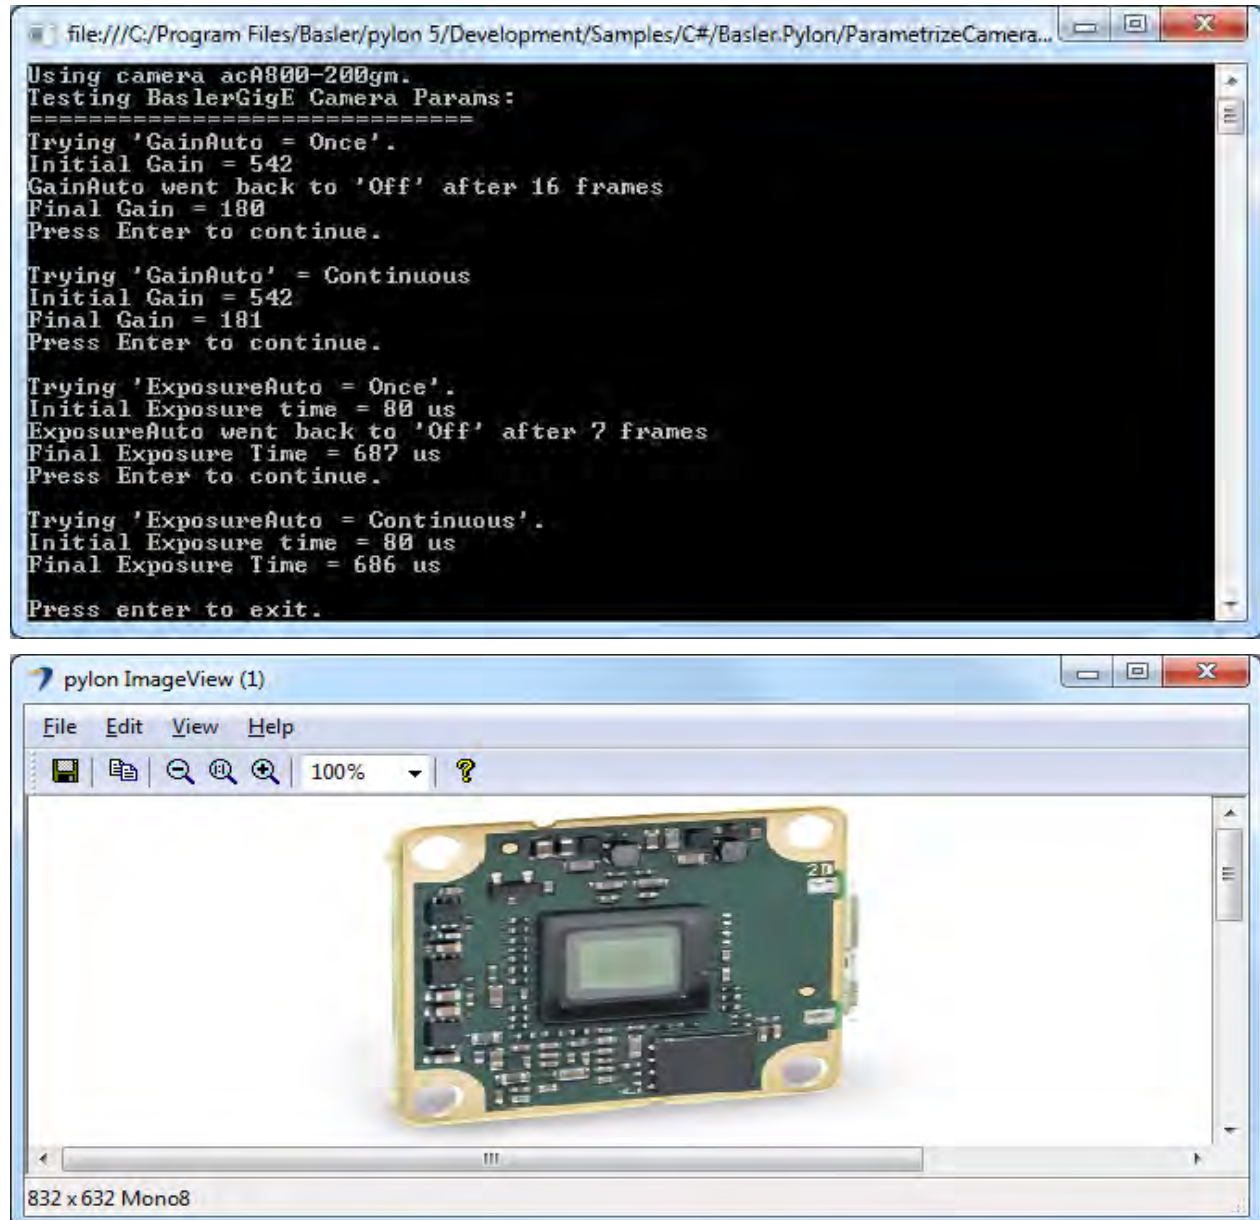 file:///C:/Program Files/Basler/pylon 5/Development/Samples/C#/Basler.Pylon/ParametrizeCamera...
Using camera acA800-200gm.
Testing BaslerGigE Camera Params:
==============================
Trying 'GainAuto = Once'.
Initial Gain = 542
GainAuto went back to 'Off' after 16 frames
Final Gain = 180
Press Enter to continue.
Trying 'GainAuto' = Continuous
Initial Gain = 542
Final Gain = 181
Press Enter to continue.
Trying 'ExposureAuto = Once'.
Initial Exposure time = 80 us
ExposureAuto went back to 'Off' after 7 frames
Final Exposure Time = 687 us
Press Enter to continue.
Trying 'ExposureAuto = Continuous'.
Initial Exposure time = 80 us
Final Exposure Time = 686 us
Press enter to exit.
pylon ImageView (1)
File Edit View Help
100%
832 x 632 Mono8